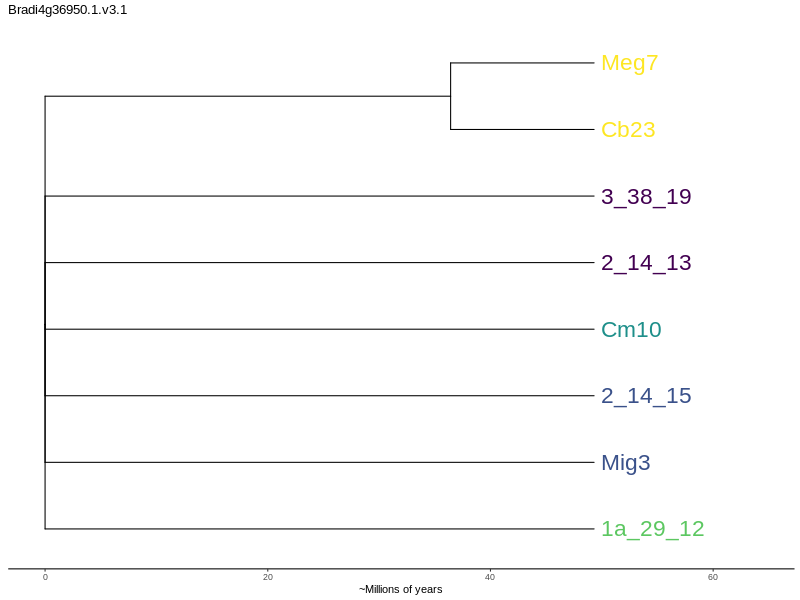 Bradi4g36950.1.v3.1
Meg7
Cb23
3_38_19
2_14_13
Cm10
2_14_15
Mig3
1a_29_12
0 20 40 60
~Millions of years